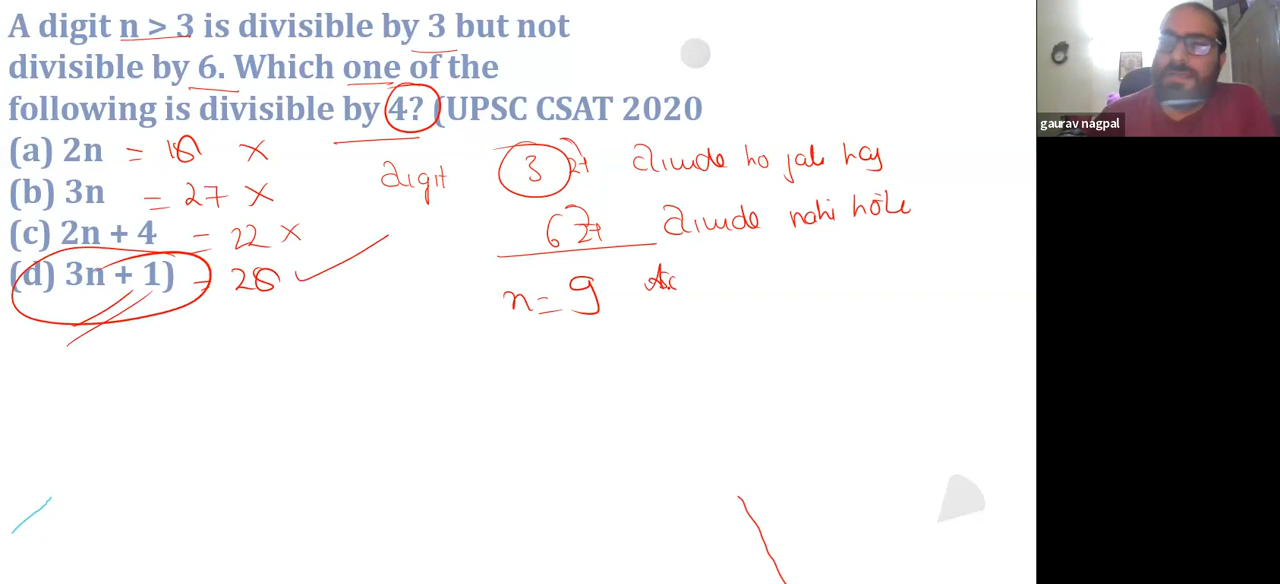 A digit n > 3 is divisible by 3 but not
divisible by 6. Which one of the
following is divisible by 4? (UPSC CSAT 2020
(a) 2n = 18 ×
(b) 3n = 27 ×
(c) 2n + 4 = 22 ×
(d) 3n + 1) = 28 ✓
digit
3 divide ho jate hai
6 divide nahi hote
n = 9
gaurav nagpal